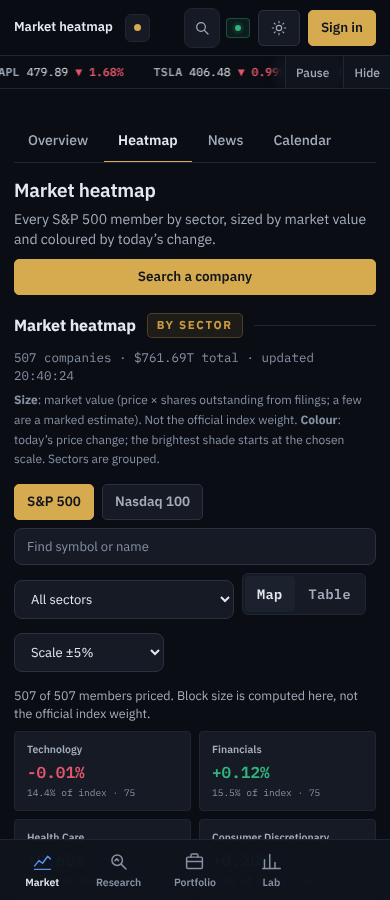 Market heatmap
Sign in
APL 479.89 ▼ 1.68% TSLA 406.48 ▼ 0.99
Pause
Hide
Overview Heatmap News Calendar
Market heatmap
Every S&P 500 member by sector, sized by market value
and coloured by today’s change.
Search a company
Market heatmap BY SECTOR
507 companies · $761.69T total · updated
20:40:24
Size: market value (price × shares outstanding from filings; a few
are a marked estimate). Not the official index weight. Colour:
today’s price change; the brightest shade starts at the chosen
scale. Sectors are grouped.
S&P 500 Nasdaq 100
Find symbol or name
All sectors
Map Table
Scale ±5%
507 of 507 members priced. Block size is computed here, not
the official index weight.
Technology
-0.01%
14.4% of index · 75
Financials
+0.12%
15.5% of index · 75
Health Care
Consumer Discretionary
Market Research Portfolio Lab